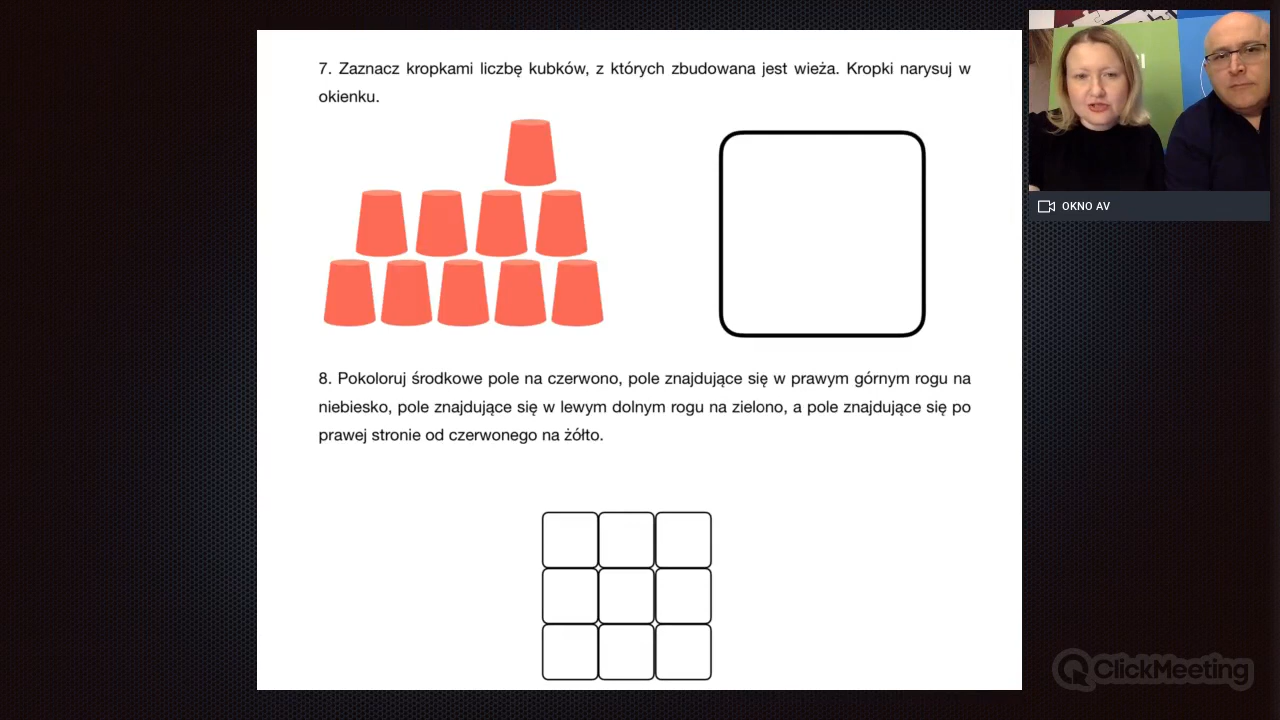 7. Zaznacz kropkami liczbę kubków, z których zbudowana jest wieża. Kropki narysuj w
okienku.
8. Pokoloruj środkowe pole na czerwono, pole znajdujące się w prawym górnym rogu na
niebiesko, pole znajdujące się w lewym dolnym rogu na zielono, a pole znajdujące się po
prawej stronie od czerwonego na żółto.
OKNO AV
ClickMeeting